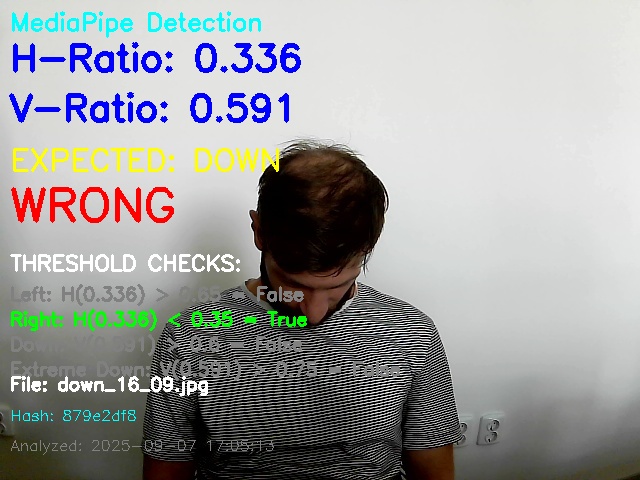 MediaPipe Detection
H-Ratio: 0.336
V-Ratio: 0.591
EXPECTED: DOWN
WRONG
THRESHOLD CHECKS:
Left: H(0.336) > 0.65 = False
Right: H(0.336) < 0.35 = True
Down: V(0.591) > 0.6 = False
Extreme Down: V(0.591) > 0.75 = False
File: down_16_09.jpg
Hash: 879e2df8
Analyzed: 2025-09-07 17:05:13